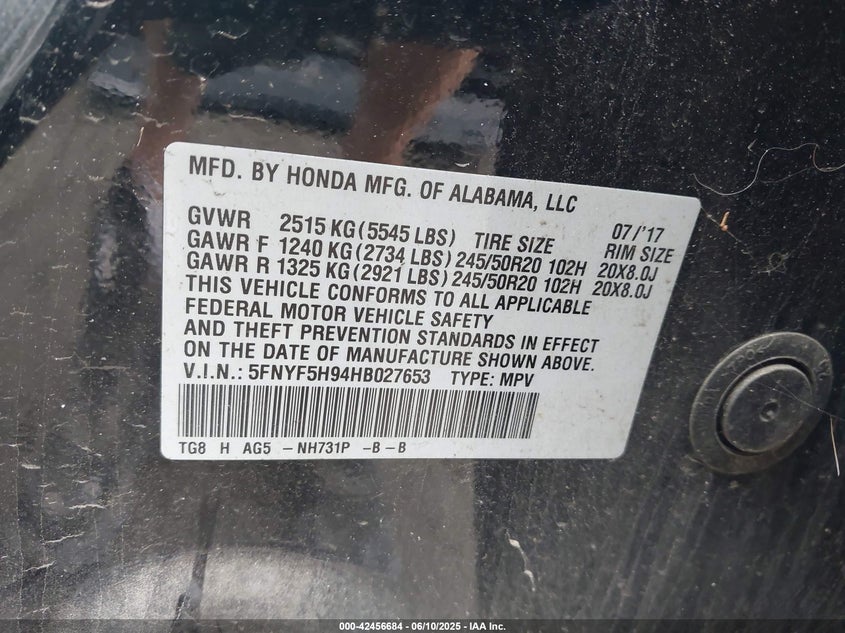 MFD. BY HONDA MFG. OF ALABAMA, LLC
07/'17
GVWR 2515 KG (5545 LBS) TIRE SIZE RIM SIZE
GAWR F 1240 KG (2734 LBS) 245/50R20 102H 20X8.0J
GAWR R 1325 KG (2921 LBS) 245/50R20 102H 20X8.0J
THIS VEHICLE CONFORMS TO ALL APPLICABLE
FEDERAL MOTOR VEHICLE SAFETY
AND THEFT PREVENTION STANDARDS IN EFFECT
ON THE DATE OF MANUFACTURE SHOWN ABOVE.
V.I.N.: 5FNYF5H94HB027653 TYPE: MPV
TG8 H AG5 -NH731P -B-B
000-42456684 - 06/10/2025 - IAA Inc.